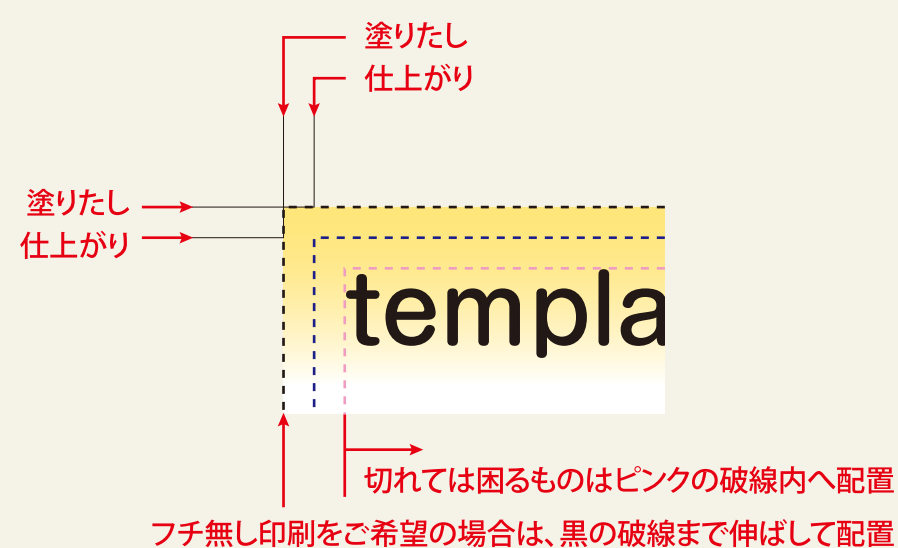 塗りたし
仕上がり
塗りたし
仕上がり
templa
切れては困るものはピンクの破線内へ配置
フチ無し印刷をご希望の場合は、黒の破線まで伸ばして配置